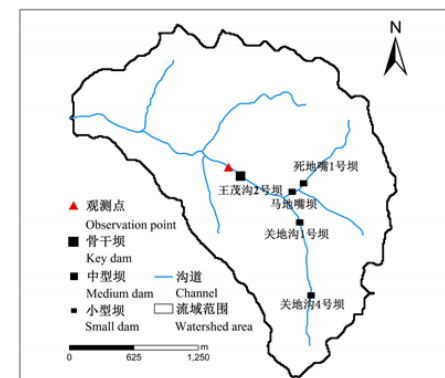 N
死地嘴1号坝
王茂沟2号坝
马地嘴坝
关地沟1号坝
关地沟4号坝
观测点
Observation point
骨干坝
Key dam
中型坝
Medium dam
小型坝
Small dam
沟道
Channel
流域范围
Watershed area
0 625 1,250 m